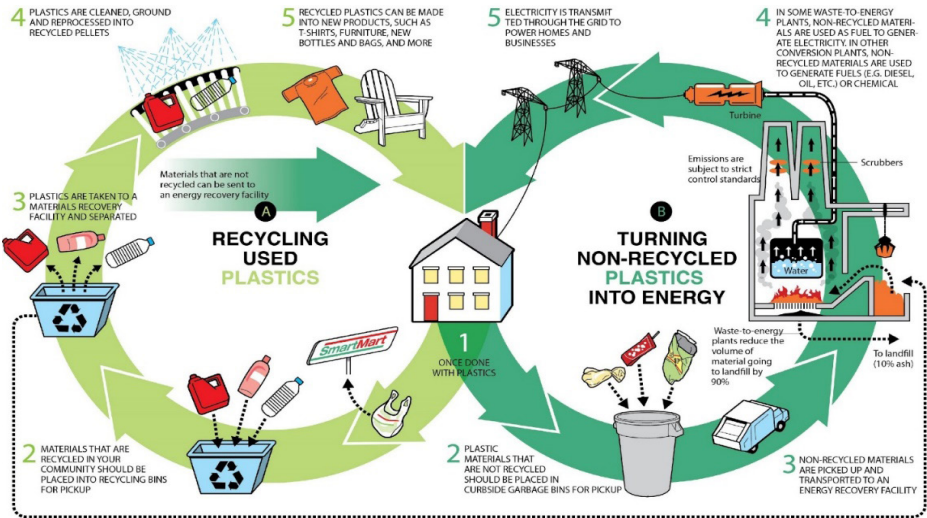 4 PLASTICS ARE CLEANED, GROUND
AND REPROCESSED INTO
RECYCLED PELLETS
5 RECYCLED PLASTICS CAN BE MADE
INTO NEW PRODUCTS, SUCH AS
T-SHIRTS, FURNITURE, NEW
BOTTLES AND BAGS, AND MORE
5 ELECTRICITY IS TRANSMIT
TED THROUGH THE GRID TO
POWER HOMES AND
BUSINESSES
4 IN SOME WASTE-TO-ENERGY
PLANTS, NON-RECYCLED MATERI-
ALS ARE USED AS FUEL TO GENER-
ATE ELECTRICITY. IN OTHER
CONVERSION PLANTS, NON-
RECYCLED MATERIALS ARE USED
TO GENERATE FUELS (E.G. DIESEL,
OIL, ETC.) OR CHEMICAL
Turbine
Emissions are
subject to strict
control standards
Scrubbers
Materials that are not
recycled can be sent to
an energy recovery facility
3 PLASTICS ARE TAKEN TO A
MATERIALS RECOVERY
FACILITY AND SEPARATED
A
RECYCLING
USED
PLASTICS
B
TURNING
NON-RECYCLED
PLASTICS
INTO ENERGY
Water
SmartMart
1
ONCE DONE
WITH PLASTICS
Waste-to-energy
plants reduce the
volume of
material going
to landfill by
90%
To landfill
(10% ash)
2 MATERIALS THAT ARE
RECYCLED IN YOUR
COMMUNITY SHOULD BE
PLACED INTO RECYCLING BINS
FOR PICKUP
2 PLASTIC
MATERIALS THAT
ARE NOT RECYCLED
SHOULD BE PLACED IN
CURBSIDE GARBAGE BINS FOR PICKUP
3 NON-RECYCLED MATERIALS
ARE PICKED UP AND
TRANSPORTED TO AN
ENERGY RECOVERY FACILITY